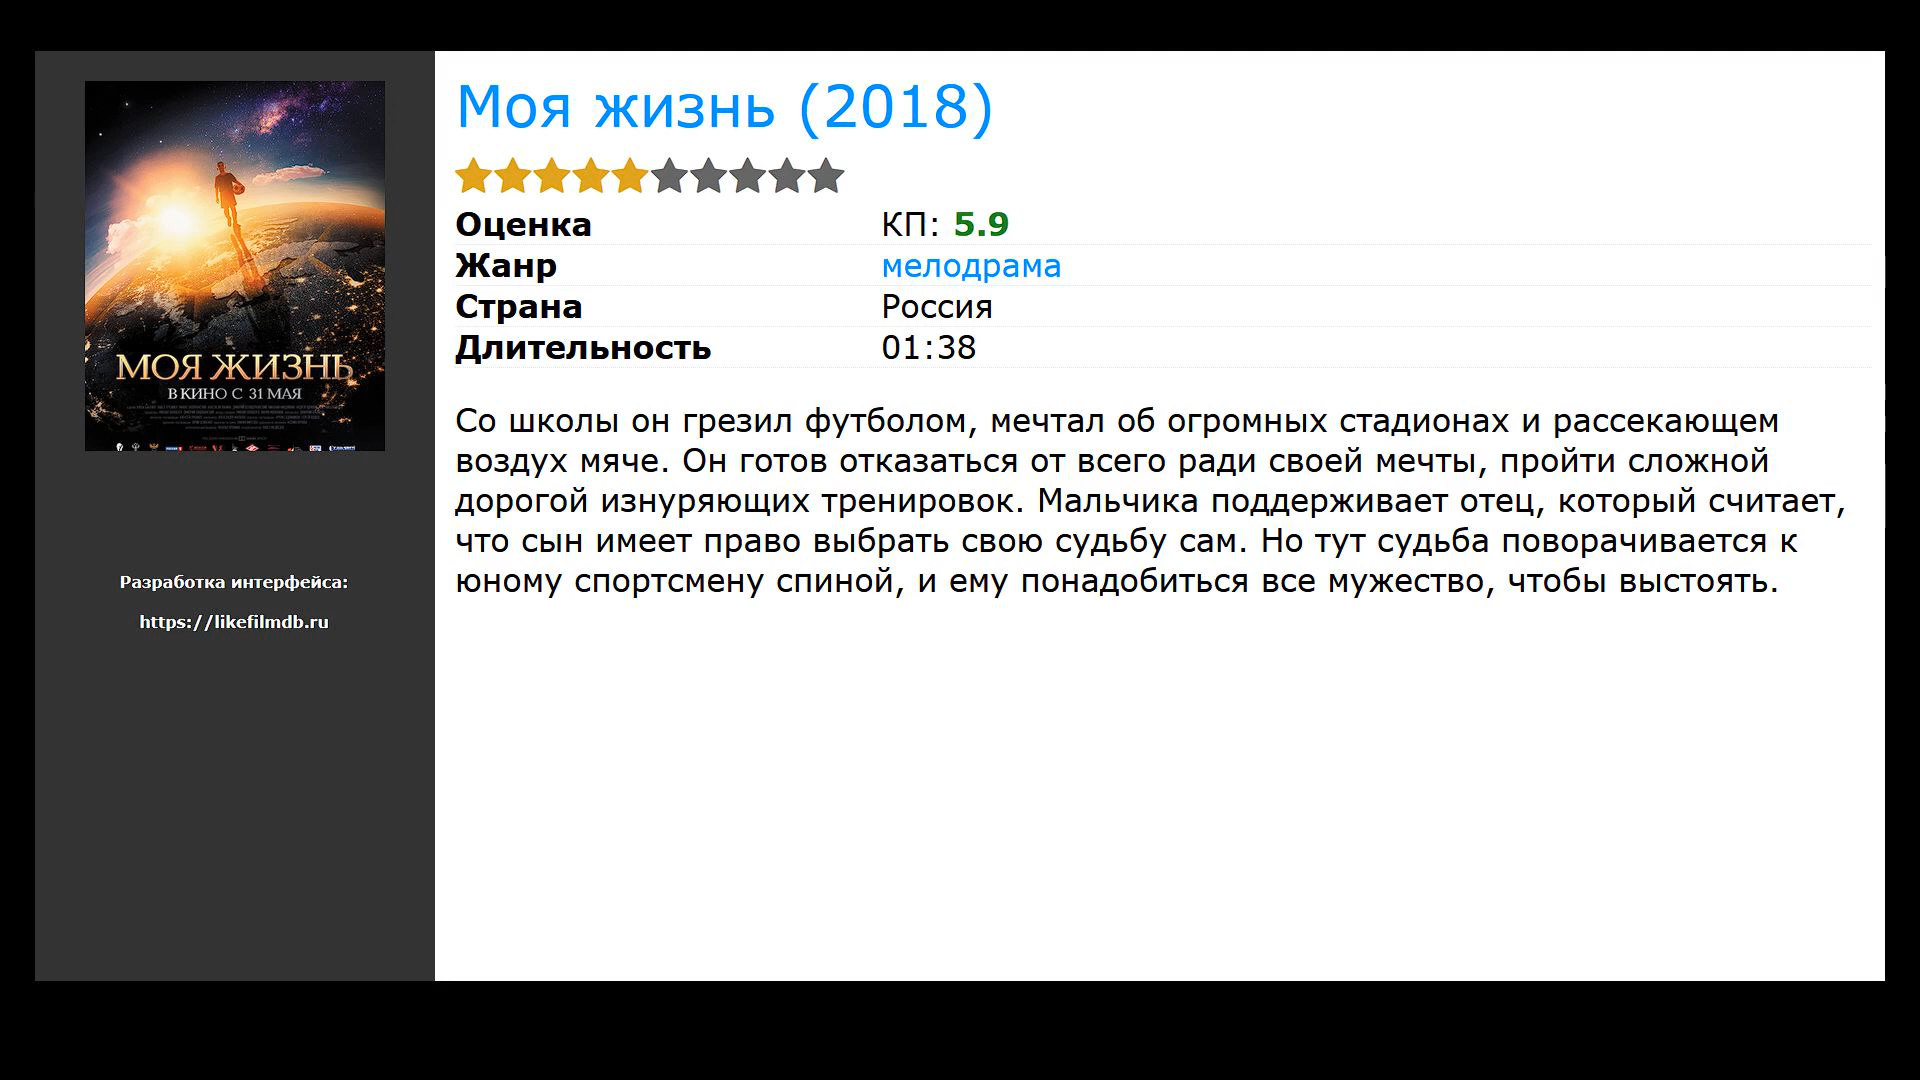 МОЯ ЖИЗНЬ
В КИНО С 31 МАЯ
Разработка интерфейса:
https://likefilmdb.ru
Моя жизнь (2018)
Оценка КП: 5.9
Жанр мелодрама
Страна Россия
Длительность 01:38
Со школы он грезил футболом, мечтал об огромных стадионах и рассекающем
воздух мяче. Он готов отказаться от всего ради своей мечты, пройти сложной
дорогой изнуряющих тренировок. Мальчика поддерживает отец, который считает,
что сын имеет право выбрать свою судьбу сам. Но тут судьба поворачивается к
юному спортсмену спиной, и ему понадобиться все мужество, чтобы выстоять.